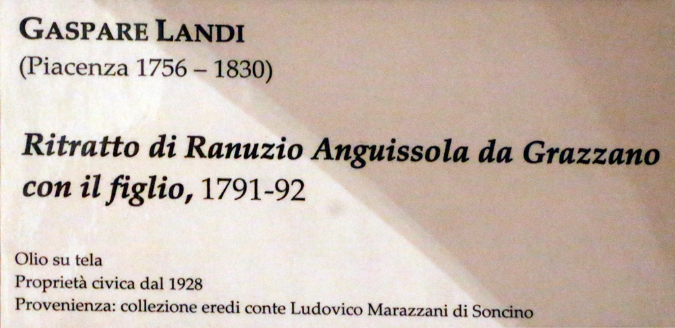 GASPARE LANDI
(Piacenza 1756 – 1830)
Ritratto di Ranuzio Anguissola da Grazzano
con il figlio, 1791-92
Olio su tela
Proprietà civica dal 1928
Provenienza: collezione eredi conte Ludovico Marazzani di Soncino